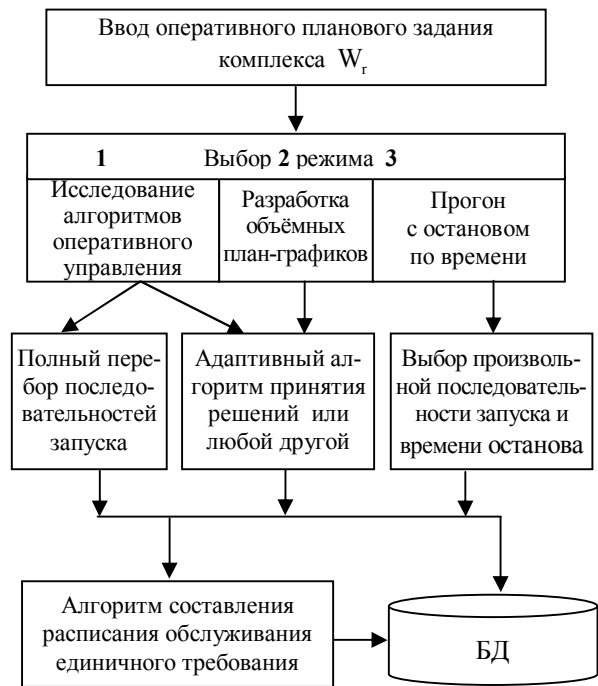 Ввод оперативного планового задания
комплекса W_r
1 Выбор 2 режима 3
Исследование
алгоритмов
оперативного
управления
Разработка
объёмных
план-графиков
Прогон
с остановом
по времени
Полный пере-
бор последо-
вательностей
запуска
Адаптивный ал-
горитм принятия
решений или
любой другой
Выбор произволь-
ной последователь-
ности запуска и
времени останова
Алгоритм составления
расписания обслуживания
единичного требования
БД